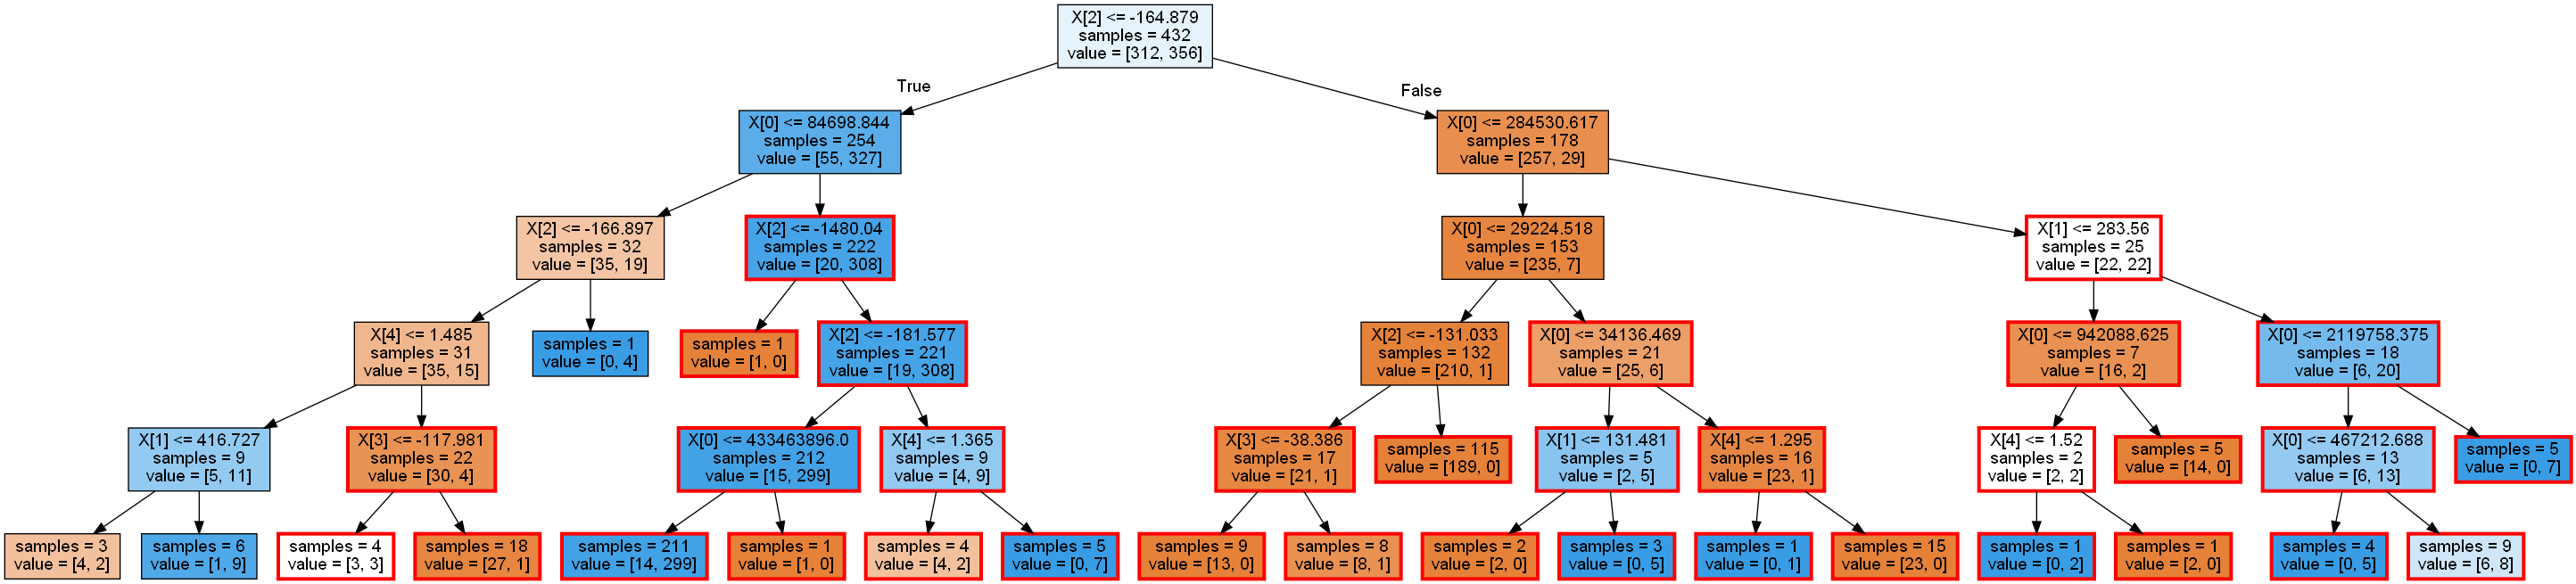 X[2] <= -164.879
samples = 432
value = [312, 356]
True
False
X[0] <= 84698.844
samples = 254
value = [55, 327]
X[0] <= 284530.617
samples = 178
value = [257, 29]
X[2] <= -166.897
samples = 32
value = [35, 19]
X[2] <= -1480.04
samples = 222
value = [20, 308]
X[0] <= 29224.518
samples = 153
value = [235, 7]
X[1] <= 283.56
samples = 25
value = [22, 22]
X[4] <= 1.485
samples = 31
value = [35, 15]
samples = 1
value = [0, 4]
samples = 1
value = [1, 0]
X[2] <= -181.577
samples = 221
value = [19, 308]
X[2] <= -131.033
samples = 132
value = [210, 1]
X[0] <= 34136.469
samples = 21
value = [25, 6]
X[0] <= 942088.625
samples = 7
value = [16, 2]
X[0] <= 2119758.375
samples = 18
value = [6, 20]
X[1] <= 416.727
samples = 9
value = [5, 11]
X[3] <= -117.981
samples = 22
value = [30, 4]
X[0] <= 433463896.0
samples = 212
value = [15, 299]
X[4] <= 1.365
samples = 9
value = [4, 9]
X[3] <= -38.386
samples = 17
value = [21, 1]
samples = 115
value = [189, 0]
X[1] <= 131.481
samples = 5
value = [2, 5]
X[4] <= 1.295
samples = 16
value = [23, 1]
X[4] <= 1.52
samples = 2
value = [2, 2]
samples = 5
value = [14, 0]
X[0] <= 467212.688
samples = 13
value = [6, 13]
samples = 5
value = [0, 7]
samples = 3
value = [4, 2]
samples = 6
value = [1, 9]
samples = 4
value = [3, 3]
samples = 18
value = [27, 1]
samples = 211
value = [14, 299]
samples = 1
value = [1, 0]
samples = 4
value = [4, 2]
samples = 5
value = [0, 7]
samples = 9
value = [13, 0]
samples = 8
value = [8, 1]
samples = 2
value = [2, 0]
samples = 3
value = [0, 5]
samples = 1
value = [0, 1]
samples = 15
value = [23, 0]
samples = 1
value = [0, 2]
samples = 1
value = [2, 0]
samples = 4
value = [0, 5]
samples = 9
value = [6, 8]